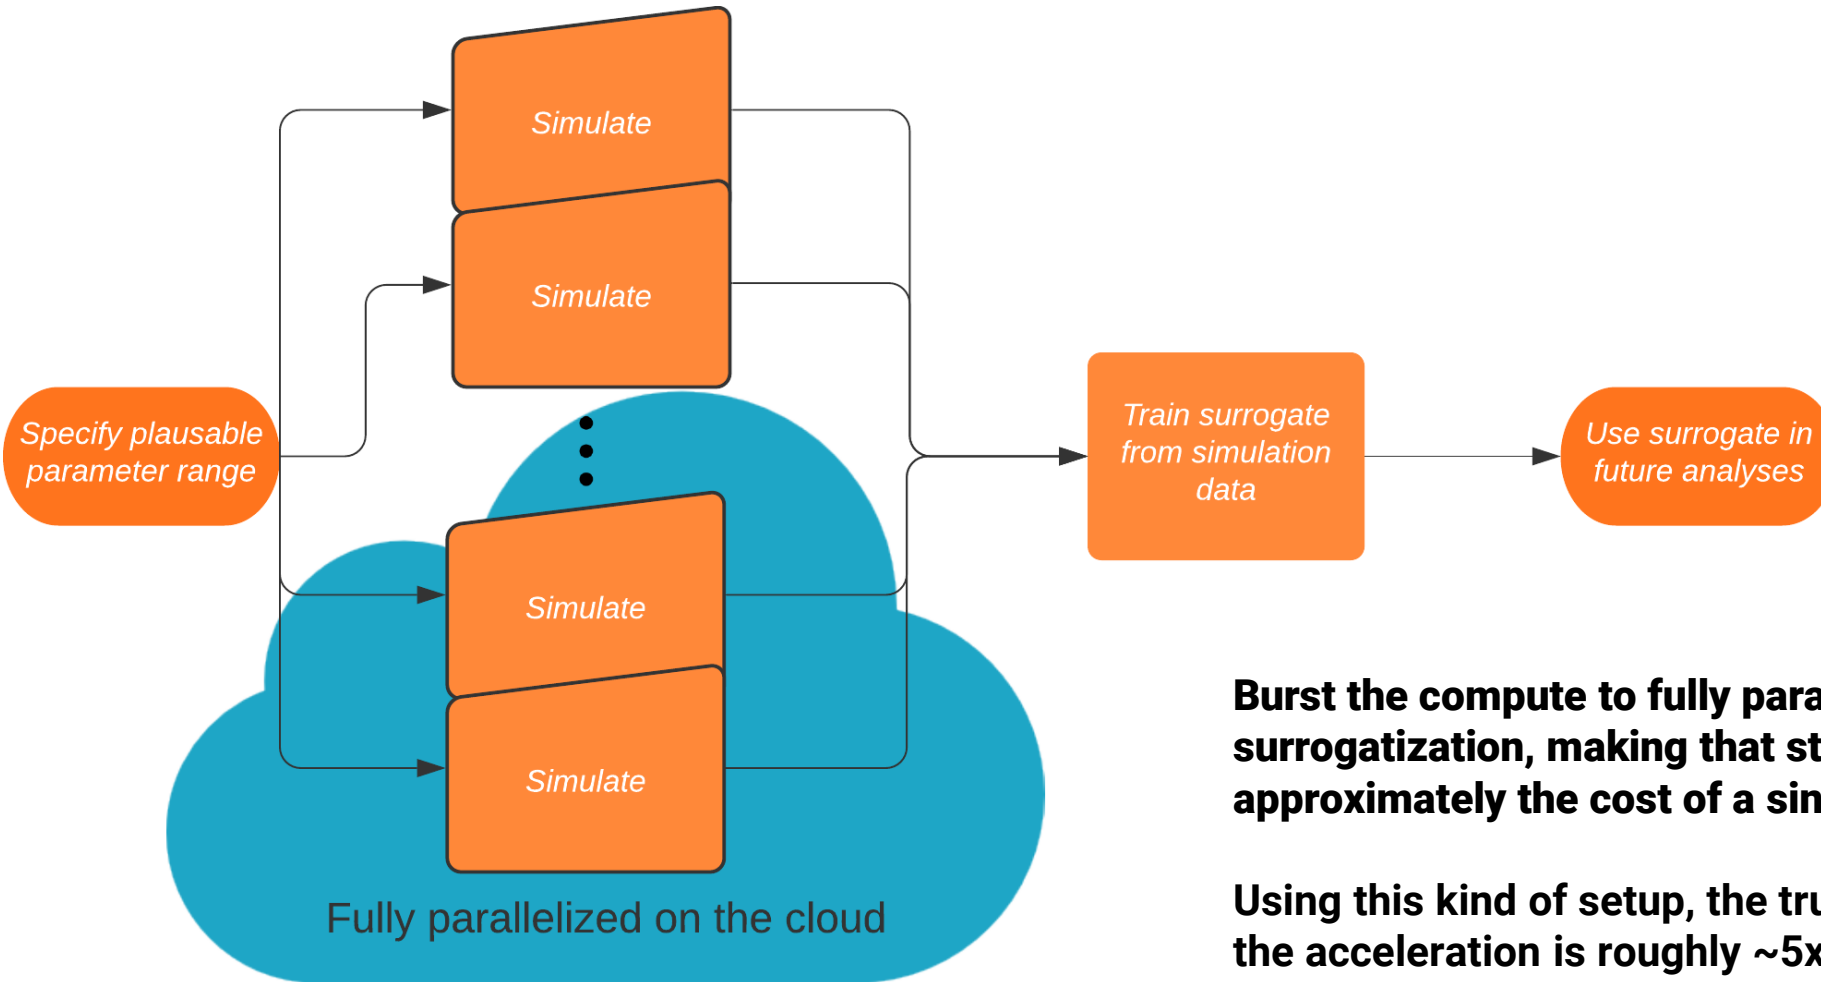 Simulate
Simulate
Specify plausable
parameter range
Train surrogate
from simulation
data
Use surrogate in
future analyses
Simulate
Simulate
Fully parallelized on the cloud
Burst the compute to fully para
surrogatization, making that st
approximately the cost of a sin
Using this kind of setup, the tru
the acceleration is roughly ~5x